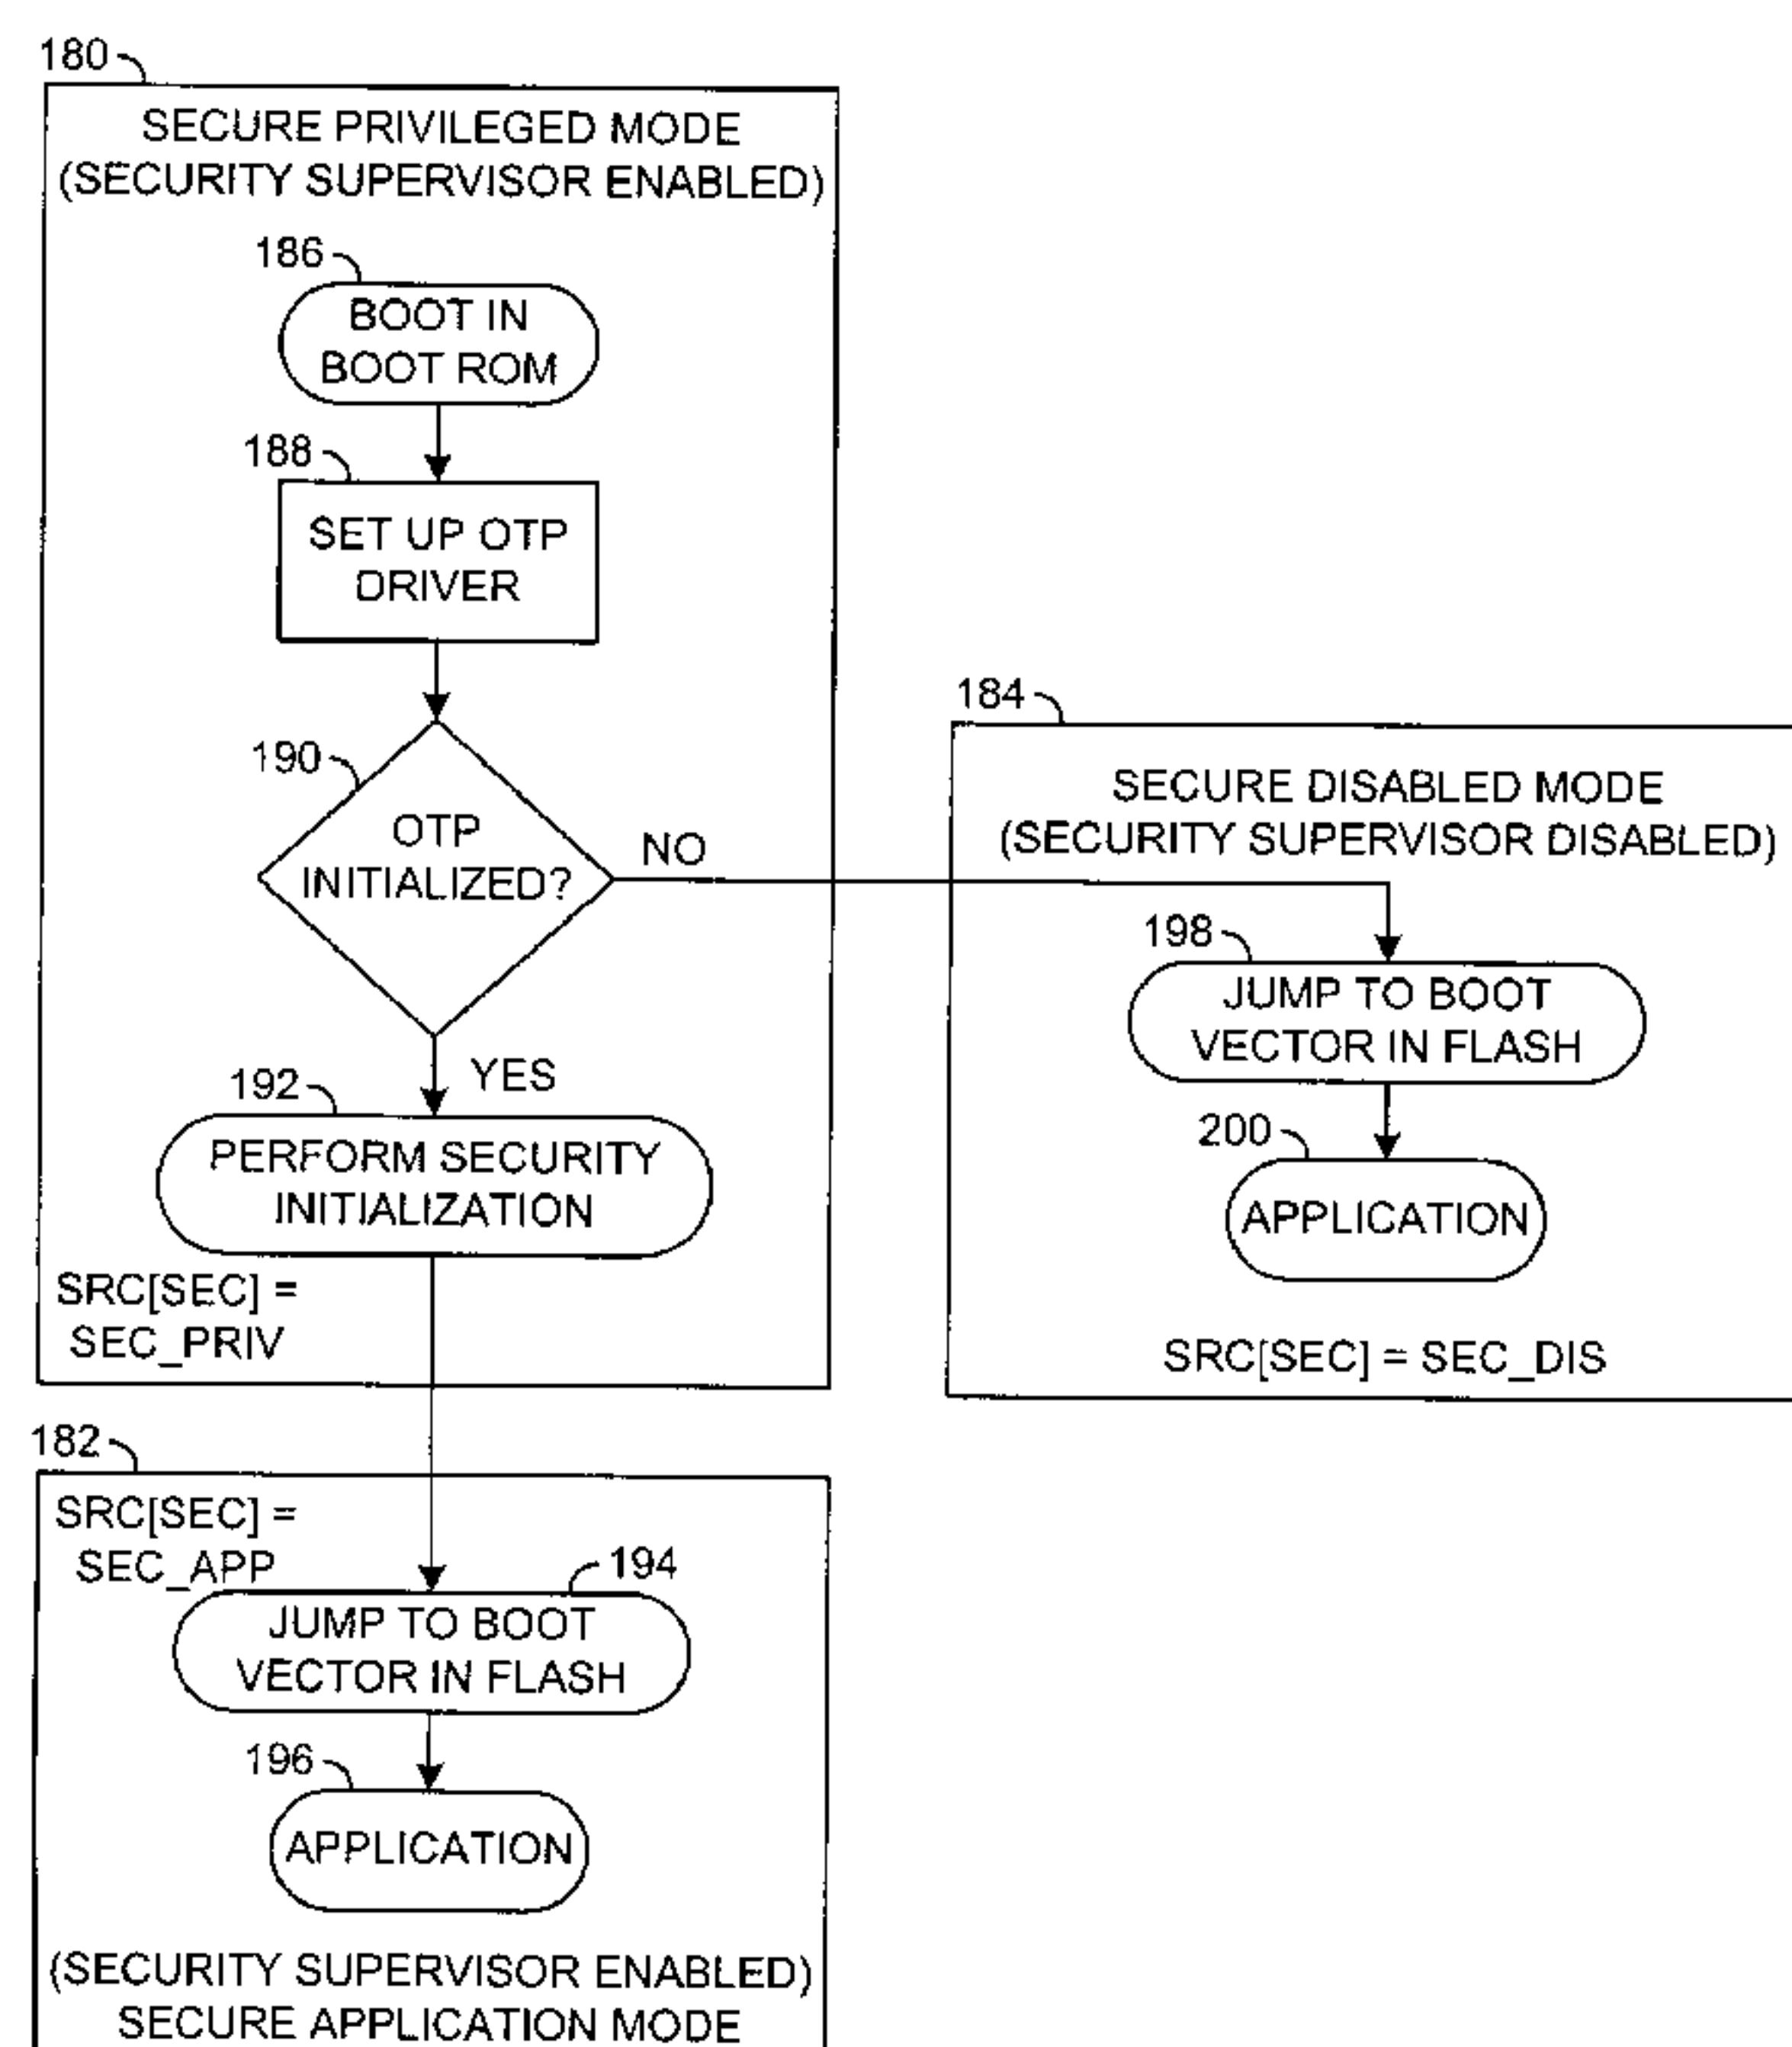 180
SECURE PRIVILEGED MODE
(SECURITY SUPERVISOR ENABLED)
186
BOOT IN
BOOT ROM
188
SET UP OTP
DRIVER
190
OTP
INITIALIZED?
NO
YES
192
PERFORM SECURITY
INITIALIZATION
SRC[SEC] =
SEC_PRIV
184
SECURE DISABLED MODE
(SECURITY SUPERVISOR DISABLED)
198
JUMP TO BOOT
VECTOR IN FLASH
200
APPLICATION
SRC[SEC] = SEC_DIS
182
SRC[SEC] =
SEC_APP
194
JUMP TO BOOT
VECTOR IN FLASH
196
APPLICATION
(SECURITY SUPERVISOR ENABLED)
SECURE APPLICATION MODE